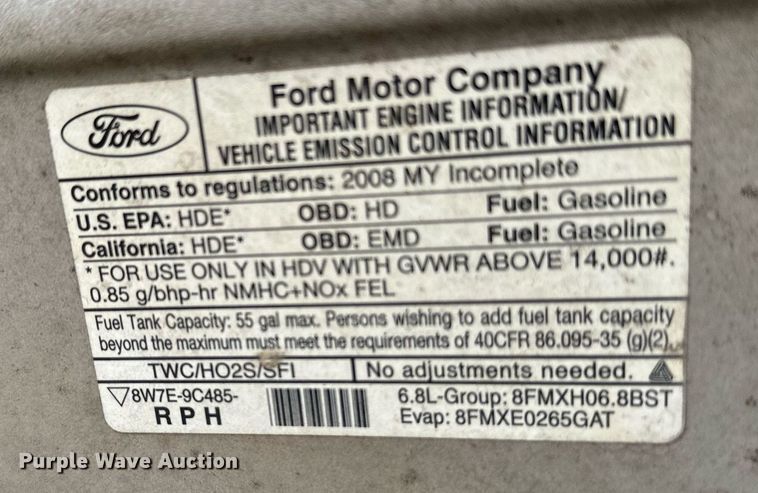 Ford
Ford Motor Company
IMPORTANT ENGINE INFORMATION/
VEHICLE EMISSION CONTROL INFORMATION
Conforms to regulations: 2008 MY Incomplete
U.S. EPA: HDE* OBD: HD Fuel: Gasoline
California: HDE* OBD: EMD Fuel: Gasoline
* FOR USE ONLY IN HDV WITH GVWR ABOVE 14,000#.
0.85 g/bhp-hr NMHC+NOx FEL
Fuel Tank Capacity: 55 gal max. Persons wishing to add fuel tank capacity
beyond the maximum must meet the requirements of 40CFR 86.095-35 (g)(2).
TWC/HO2S/SFI No adjustments needed.
8W7E-9C485-
RPH
6.8L-Group: 8FMXH06.8BST
Evap: 8FMXE0265GAT
Purple Wave Auction